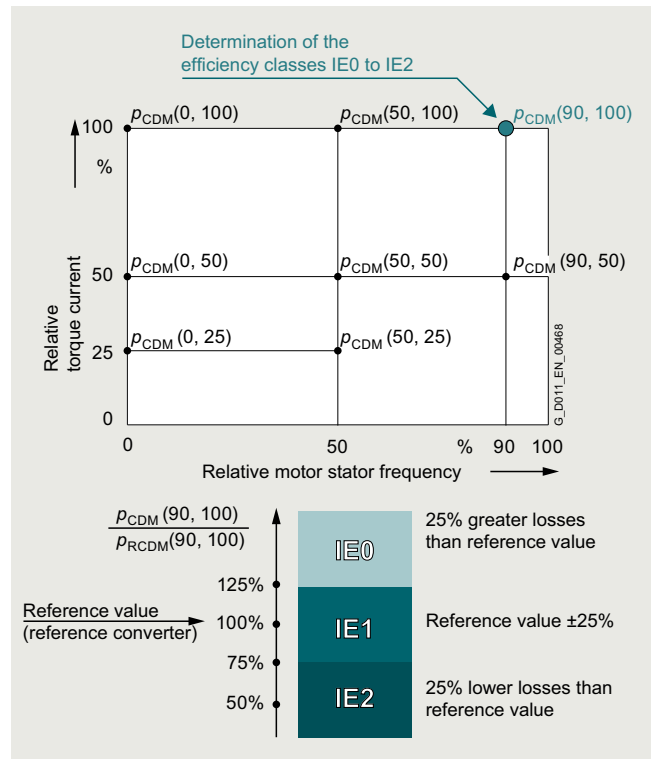 Determination of the
efficiency classes IE0 to IE2
pCDM(0, 100)
pCDM(50, 100)
pCDM(90, 100)
100
%
pCDM(0, 50)
pCDM(50, 50)
pCDM (90, 50)
50
Relative
torque current
pCDM (0, 25)
pCDM (50, 25)
25
G_D011_EN_00468
0
0 50 % 90 100
Relative motor stator frequency
pCDM (90, 100)
pRCDM(90, 100)
IE0
25% greater losses
than reference value
125%
Reference value
(reference converter)
100%
IE1
Reference value ±25%
75%
50%
IE2
25% lower losses than
reference value